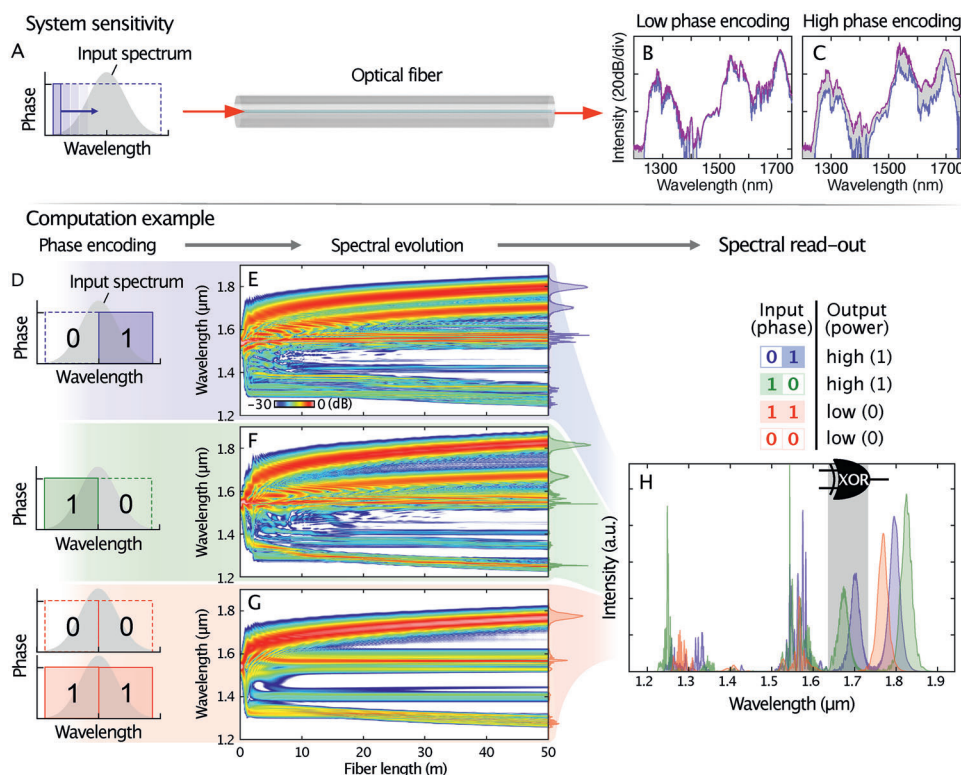 System sensitivity
A
Input spectrum
Phase
Wavelength
Optical fiber
Low phase encoding
High phase encoding
B
C
Intensity (20dB/div)
1300 1500 1700
Wavelength (nm)
1300 1500 1700
Wavelength (nm)
Computation example
Phase encoding
Spectral evolution
Spectral read-out
D
Input spectrum
Phase
0 1
Wavelength
E
Wavelength (µm)
1.8
1.6
1.4
1.2
-30 0 (dB)
Input (phase)
Output (power)
0 1 high (1)
1 0 high (1)
1 1 low (0)
0 0 low (0)
Phase
1 0
Wavelength
F
Wavelength (µm)
1.8
1.6
1.4
1.2
Phase
0 0
1 1
Wavelength
G
Wavelength (µm)
1.8
1.6
1.4
1.2
0 10 20 30 40 50
Fiber length (m)
H
XOR
Intensity (a.u.)
1.2 1.3 1.4 1.5 1.6 1.7 1.8 1.9
Wavelength (µm)